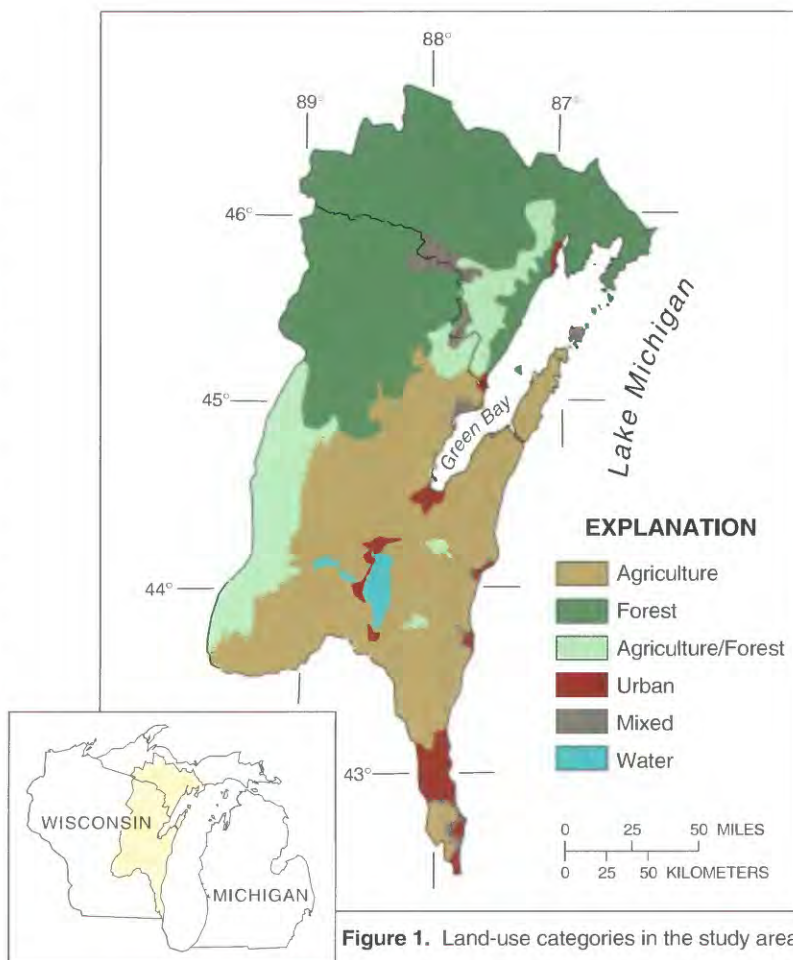 88°
89°
87°
46°
Lake Michigan
45°
Green Bay
EXPLANATION
Agriculture
44°
Forest
Agriculture/Forest
Urban
Mixed
Water
43°
0 25 50 MILES
0 25 50 KILOMETERS
WISCONSIN
MICHIGAN
Figure 1. Land-use categories in the study area